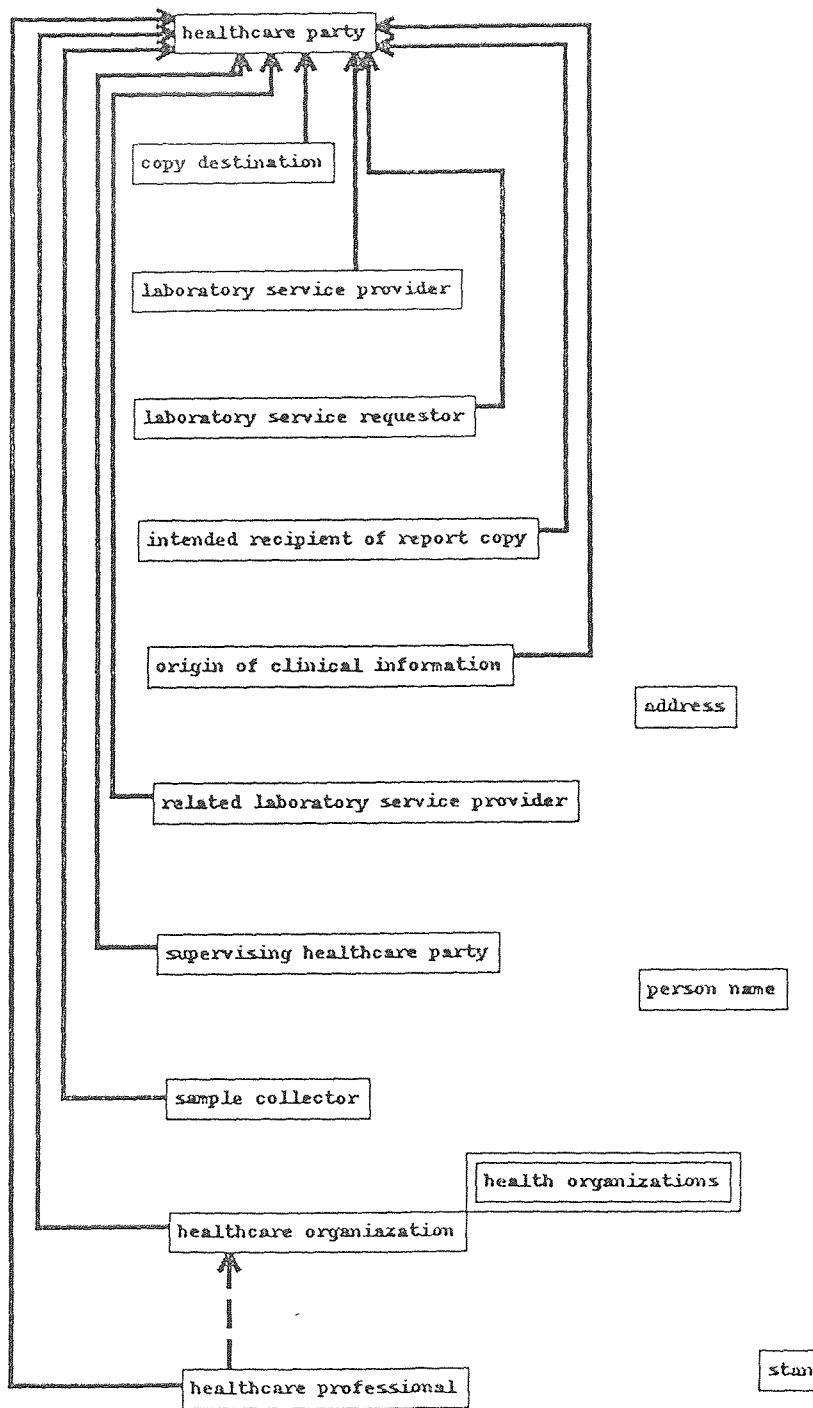 healthcare party
copy destination
laboratory service provider
laboratory service requestor
intended recipient of report copy
origin of clinical information
address
related laboratory service provider
supervising healthcare party
person name
sample collector
health organizations
healthcare organiazation
healthcare professional
stan